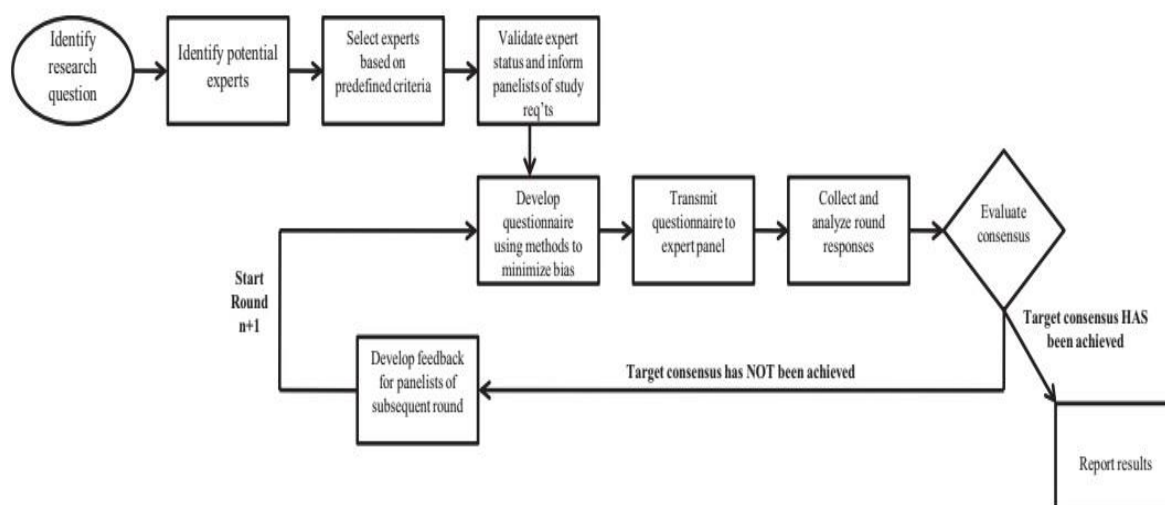 Identify
research
question
Identify potential
experts
Select experts
based on
predefined criteria
Validate expert
status and inform
panelists of study
req'ts
Develop
questionnaire
using methods to
minimize bias
Transmit
questionnaire to
expert panel
Collect and
analyze round
responses
Evaluate
consensus
Start
Round
n+1
Target consensus HAS
been achieved
Develop feedback
for panelists of
subsequent round
Target consensus has NOT been achieved
Report results